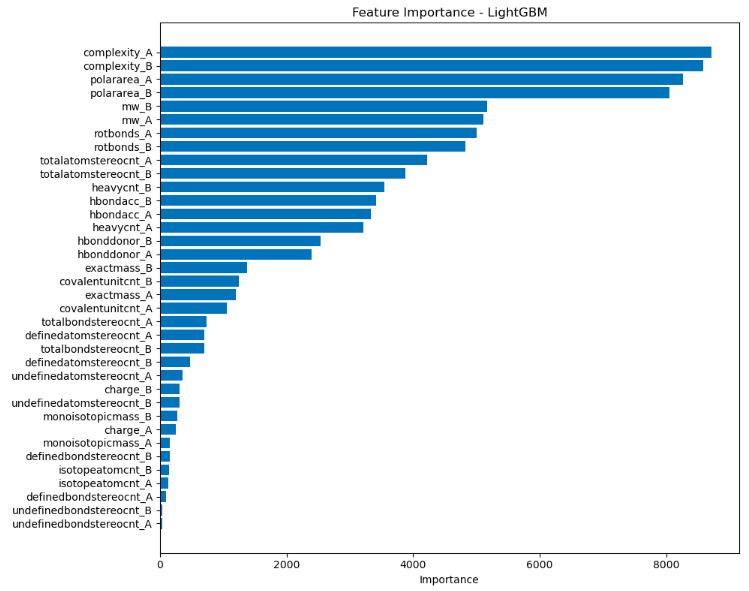 Feature Importance - LightGBM
complexity_A
complexity_B
polararea_A
polararea_B
mw_B
mw_A
rotbonds_A
rotbonds_B
totalatomstereocnt_A
totalatomstereocnt_B
heavycnt_B
hbondacc_B
hbondacc_A
heavycnt_A
hbonddonor_B
hbonddonor_A
exactmass_B
covalentunitcnt_B
exactmass_A
covalentunitcnt_A
totalbondstereocnt_A
definedatomstereocnt_A
totalbondstereocnt_B
definedatomstereocnt_B
undefinedatomstereocnt_A
charge_B
undefinedatomstereocnt_B
monoisotopicmass_B
charge_A
monoisotopicmass_A
definedbondstereocnt_B
isotopeatomcnt_B
isotopeatomcnt_A
definedbondstereocnt_A
undefinedbondstereocnt_B
undefinedbondstereocnt_A
0 2000 4000 6000 8000
Importance